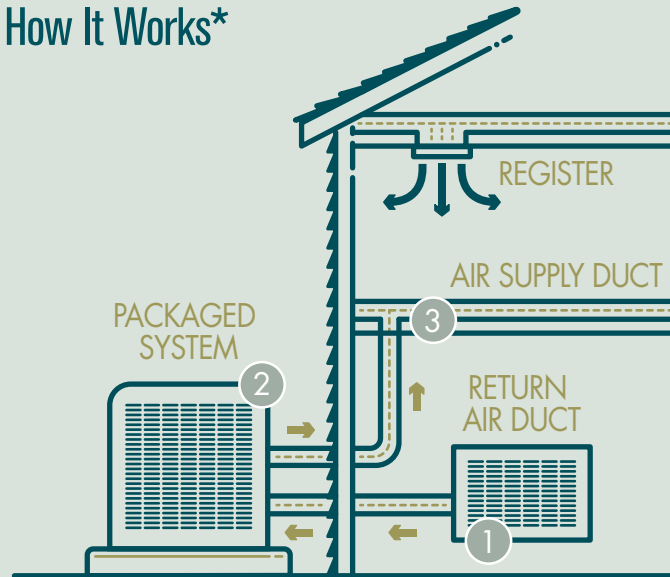 How It Works*
REGISTER
AIR SUPPLY DUCT
3
PACKAGED
SYSTEM
2
RETURN
AIR DUCT
1